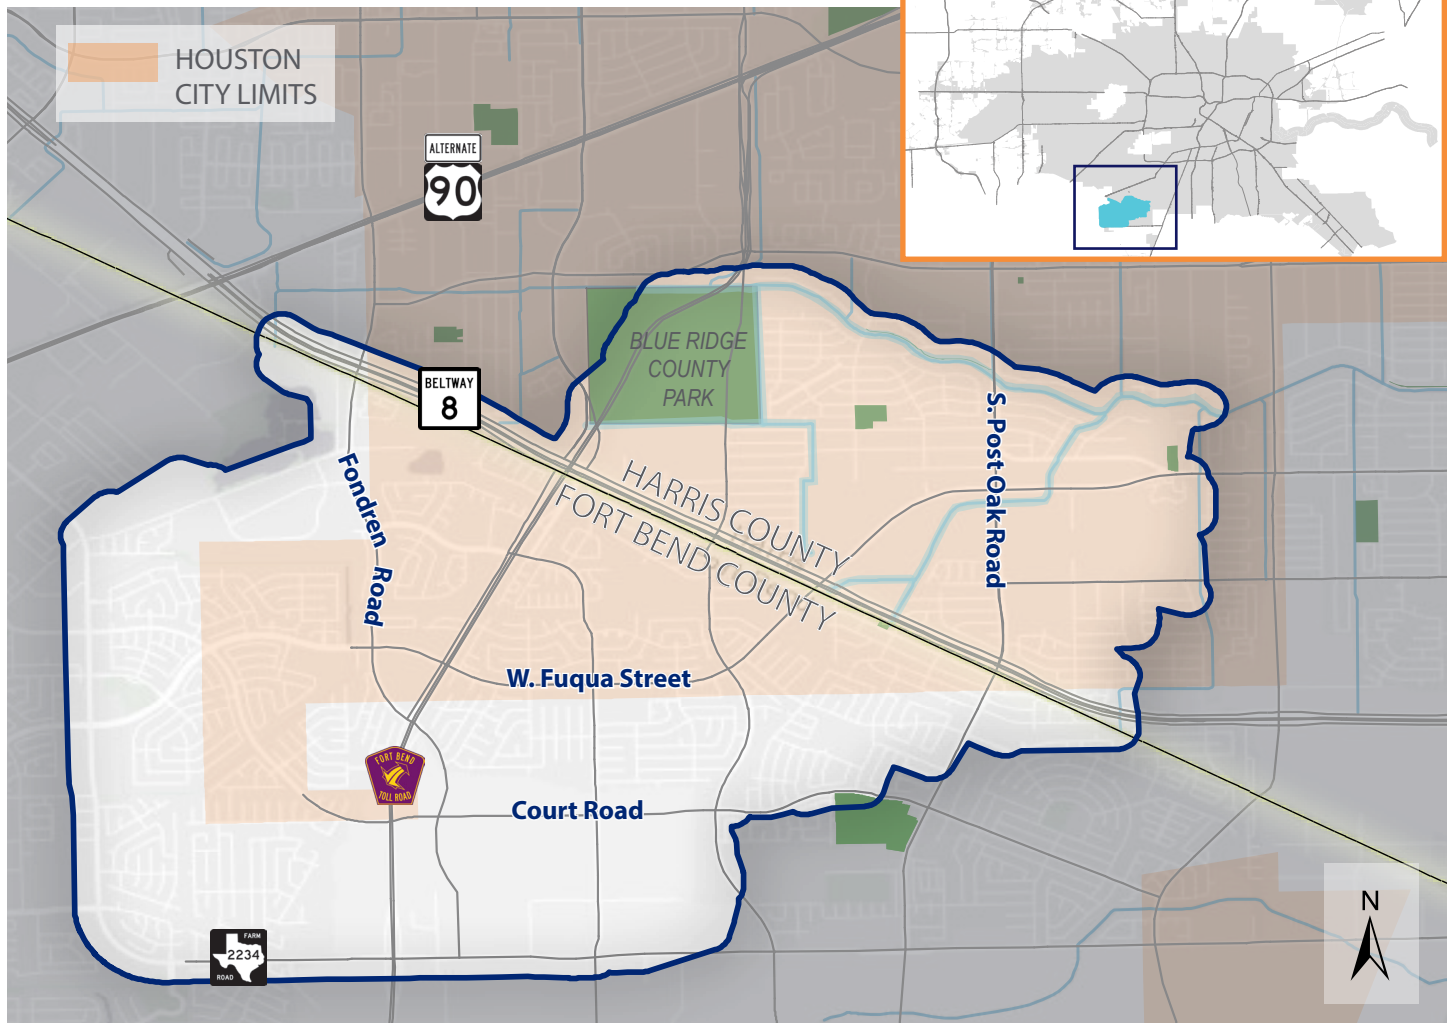 HOUSTON
CITY LIMITS
ALTERNATE
90
BLUE RIDGE
COUNTY
PARK
BELTWAY
8
S. Post Oak Road
Fondren Road
HARRIS COUNTY
FORT BEND COUNTY
W. Fuqua Street
FORT BEND
TOLL ROAD
Court Road
N
FARM
2234
ROAD